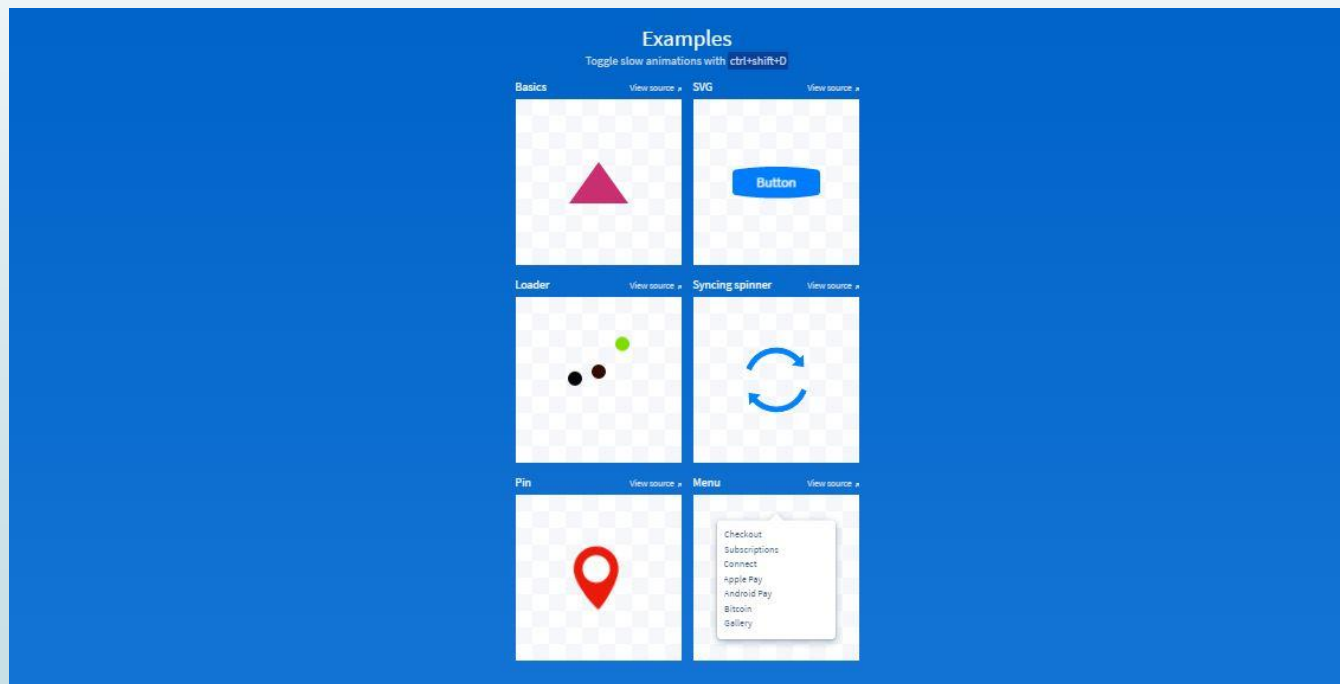 Examples
Toggle slow animations with ctrl+shift+D
Basics View source
SVG View source
Button
Loader View source
Syncing spinner View source
Pin View source
Menu View source
Checkout
Subscriptions
Connect
Apple Pay
Android Pay
Bitcoin
Gallery